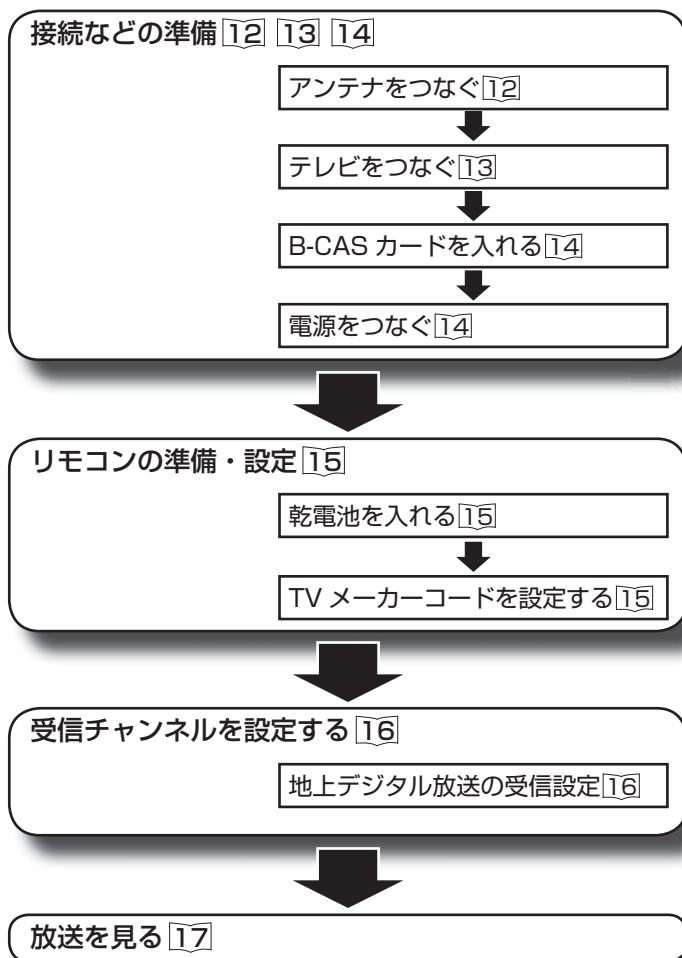 接続などの準備 12 13 14
アンテナをつなぐ 12
テレビをつなぐ 13
B-CAS カードを入れる 14
電源をつなぐ 14
リモコンの準備・設定 15
乾電池を入れる 15
TV メーカーコードを設定する 15
受信チャンネルを設定する 16
地上デジタル放送の受信設定 16
放送を見る 17